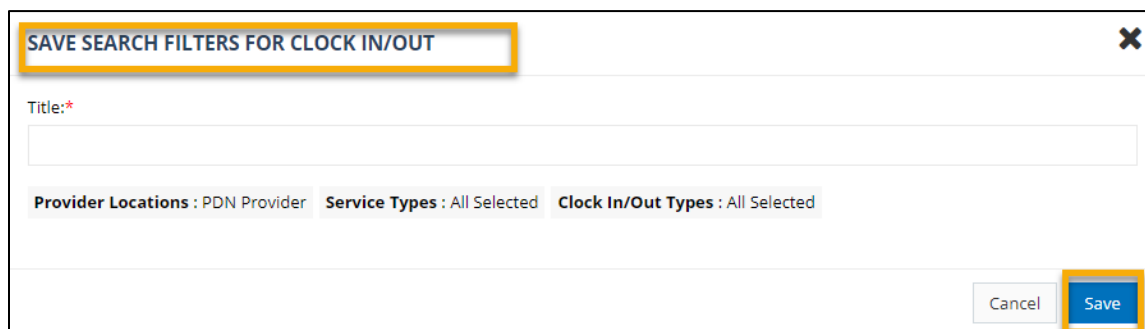 SAVE SEARCH FILTERS FOR CLOCK IN/OUT
Title:*
Provider Locations : PDN Provider Service Types : All Selected Clock In/Out Types : All Selected
Cancel Save